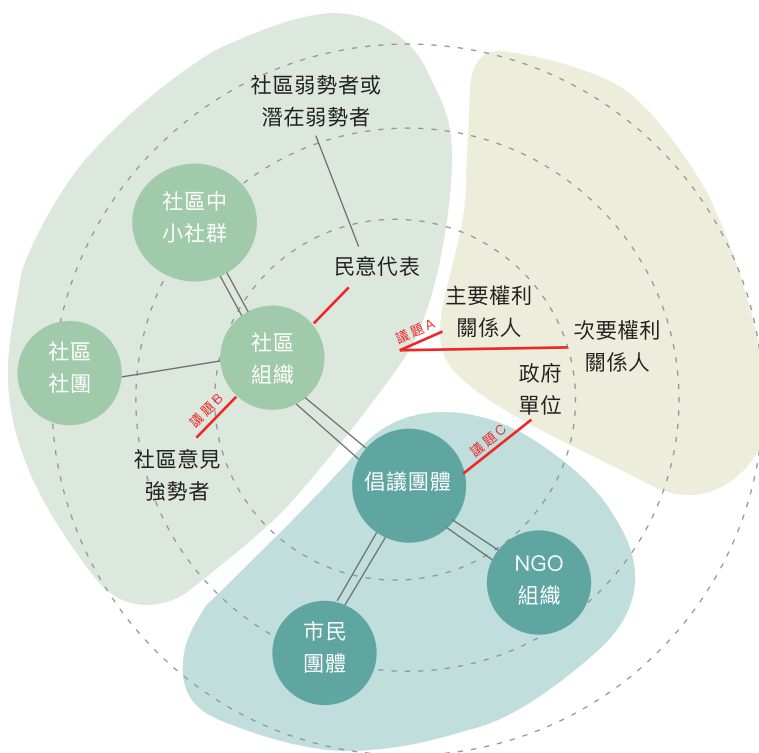 社區弱勢者或
潛在弱勢者
社區中
小社群
民意代表
主要權利
關係人
議題A
次要權利
關係人
社區
組織
社區
社團
政府
單位
議題B
議題C
社區意見
強勢者
倡議團體
NGO
組織
市民
團體